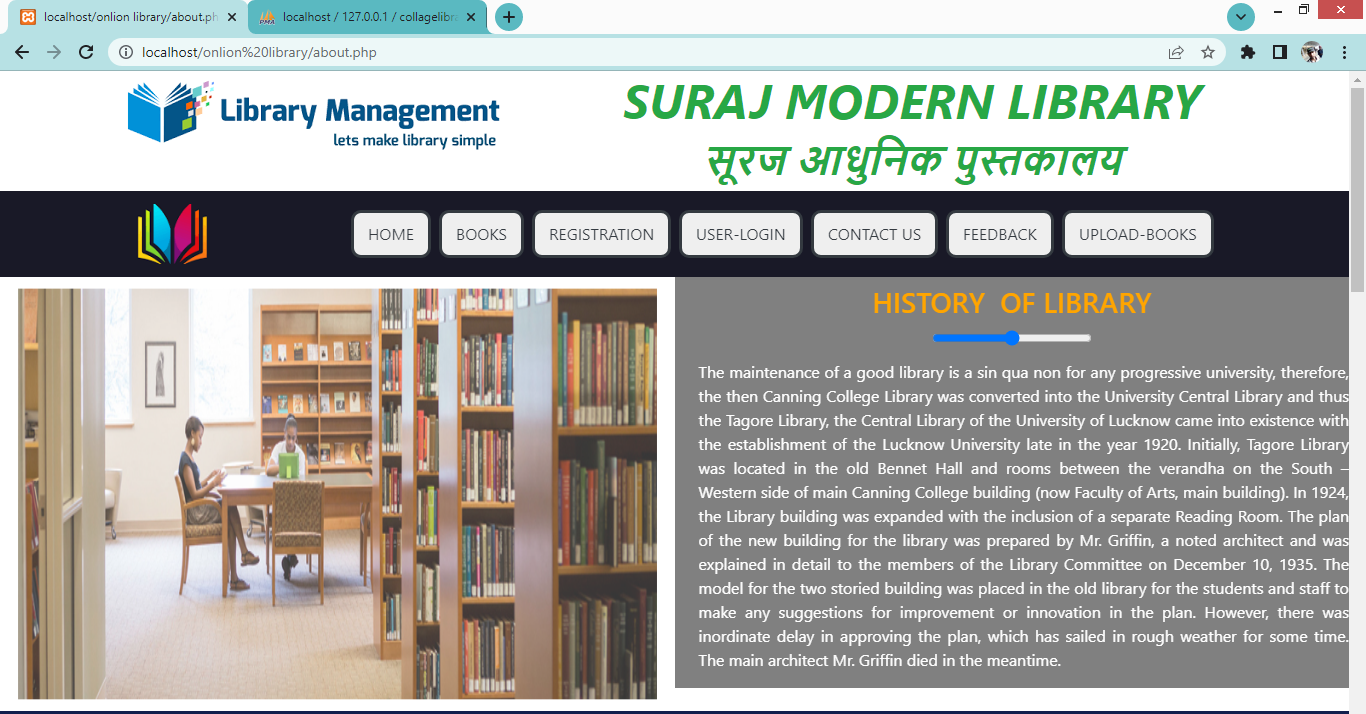 localhost/onlion library/about.ph
localhost / 127.0.0.1 / collagelibra
localhost/onlion%20library/about.php
Library Management
lets make library simple
SURAJ MODERN LIBRARY
सूरज आधुनिक पुस्तकालय
HOME
BOOKS
REGISTRATION
USER-LOGIN
CONTACT US
FEEDBACK
UPLOAD-BOOKS
HISTORY OF LIBRARY
The maintenance of a good library is a sin qua non for any progressive university, therefore,
the then Canning College Library was converted into the University Central Library and thus
the Tagore Library, the Central Library of the University of Lucknow came into existence with
the establishment of the Lucknow University late in the year 1920. Initially, Tagore Library
was located in the old Bennet Hall and rooms between the verandha on the South –
Western side of main Canning College building (now Faculty of Arts, main building). In 1924,
the Library building was expanded with the inclusion of a separate Reading Room. The plan
of the new building for the library was prepared by Mr. Griffin, a noted architect and was
explained in detail to the members of the Library Committee on December 10, 1935. The
model for the two storied building was placed in the old library for the students and staff to
make any suggestions for improvement or innovation in the plan. However, there was
inordinate delay in approving the plan, which has sailed in rough weather for some time.
The main architect Mr. Griffin died in the meantime.